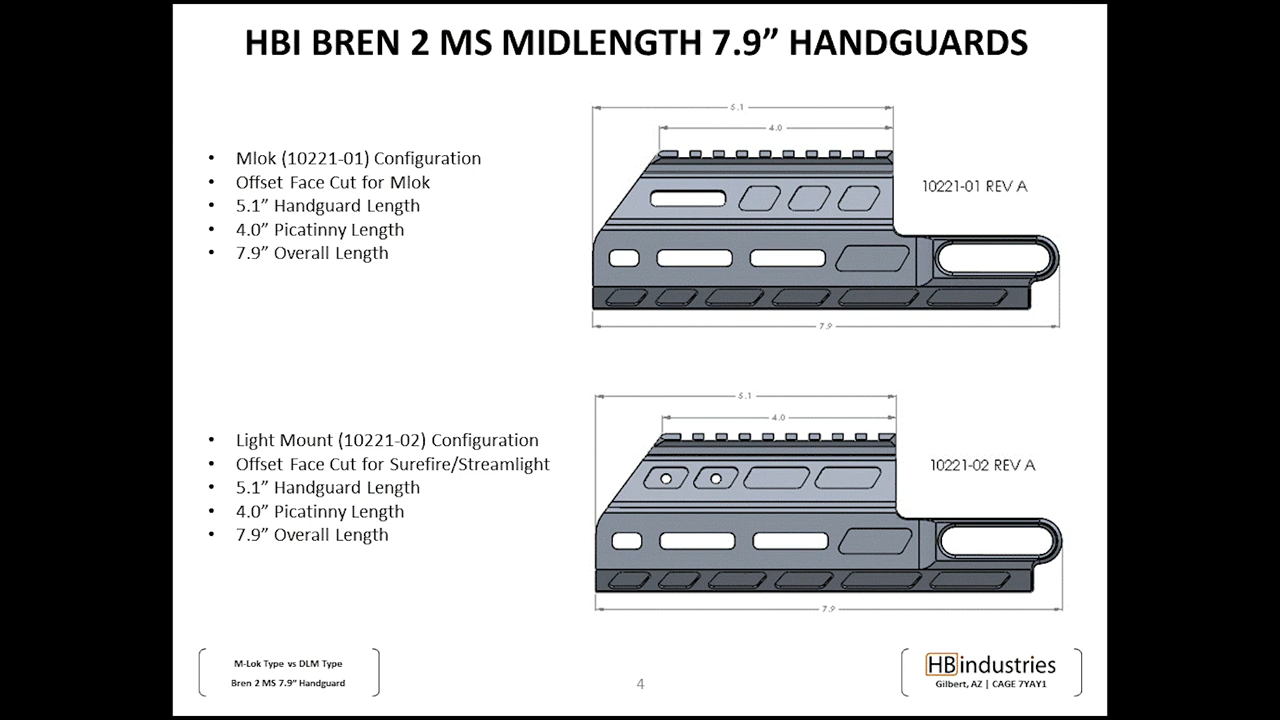 HBI BREN 2 MS MIDLENGTH 7.9” HANDGUARDS
• Mlok (10221-01) Configuration
• Offset Face Cut for Mlok
• 5.1” Handguard Length
• 4.0” Picatinny Length
• 7.9” Overall Length
5.1
4.0
10221-01 REV A
7.9
• Light Mount (10221-02) Configuration
• Offset Face Cut for Surefire/Streamlight
• 5.1” Handguard Length
• 4.0” Picatinny Length
• 7.9” Overall Length
5.1
4.0
10221-02 REV A
7.9
M-Lok Type vs DLM Type
Bren 2 MS 7.9” Handguard
4
HBindustries
Gilbert, AZ | CAGE 7YAY1